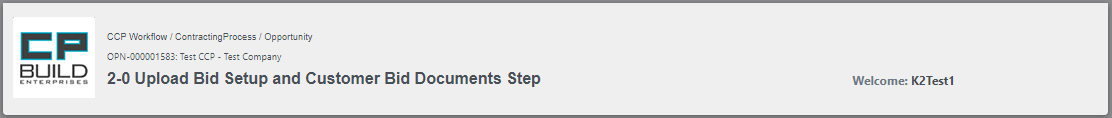 CP
BUILD
ENTERPRISES
CCP Workflow / ContractingProcess / Opportunity
OPN-000001583: Test CCP - Test Company
2-0 Upload Bid Setup and Customer Bid Documents Step
Welcome: K2Test1